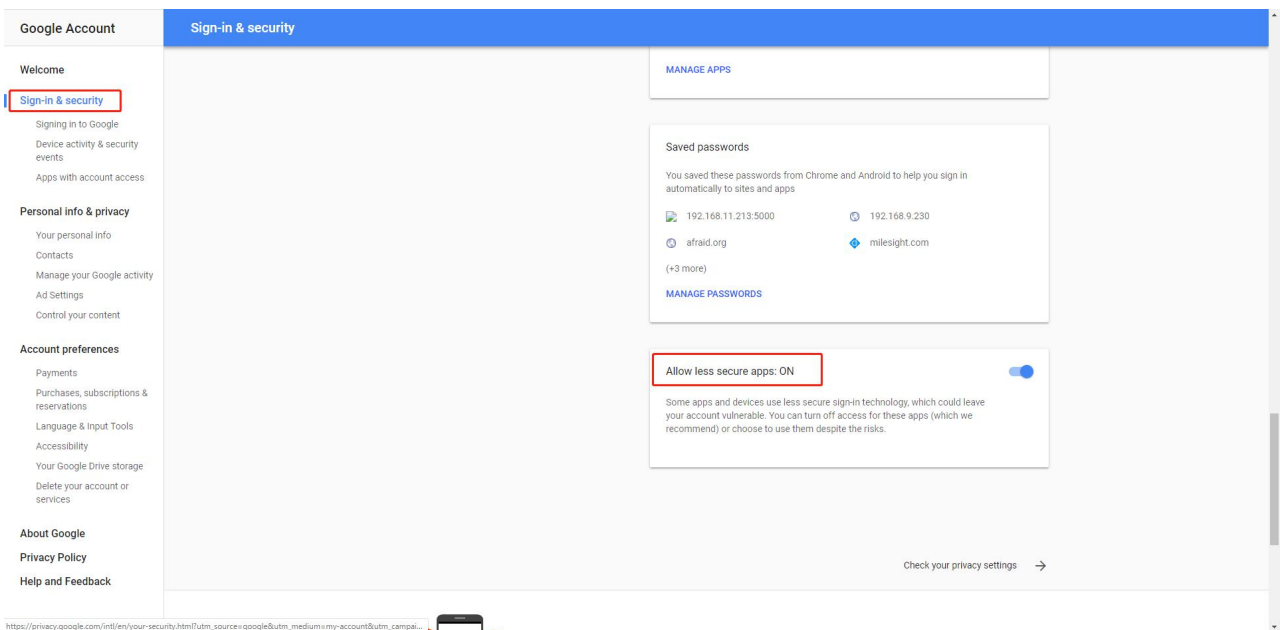 Google Account
Sign-in & security
Welcome
Sign-in & security
Signing in to Google
Device activity & security
events
Apps with account access
Personal info & privacy
Your personal info
Contacts
Manage your Google activity
Ad Settings
Control your content
Account preferences
Payments
Purchases, subscriptions &
reservations
Language & Input Tools
Accessibility
Your Google Drive storage
Delete your account or
services
About Google
Privacy Policy
Help and Feedback
MANAGE APPS
Saved passwords
You saved these passwords from Chrome and Android to help you sign in
automatically to sites and apps
192.168.11.213:5000
192.168.9.230
afraid.org
milesight.com
(+3 more)
MANAGE PASSWORDS
Allow less secure apps: ON
Some apps and devices use less secure sign-in technology, which could leave
your account vulnerable. You can turn off access for these apps (which we
recommend) or choose to use them despite the risks.
Check your privacy settings
https://privacy.google.com/intl/en/your-security.html?utm_source=google&utm_medium=my-account&utm_campai...